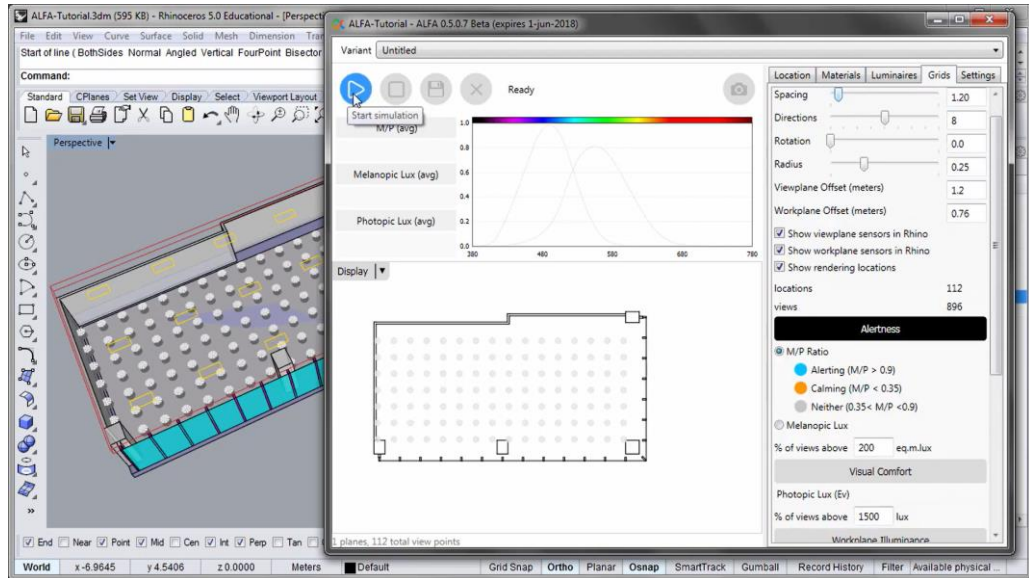 ALFA-Tutorial.3dm (595 KB) - Rhinoceros 5.0 Educational - [Perspect
File Edit View Curve Surface Solid Mesh Dimension Tran
Start of line ( BothSides Normal Angled Vertical FourPoint Bisector
Command:
Standard CPlanes Set View Display Select Viewport Layout
Perspective
ALFA-Tutorial - ALFA 0.5.0.7 Beta (expires 1-jun-2018)
Variant Untitled
Ready
Start simulation
M/P (avg)
Melanopic Lux (avg)
Photopic Lux (avg)
1.0
0.8
0.6
0.4
0.2
0.0
380 480 580 680 780
Display
1 planes, 112 total view points
Location Materials Luminaires Grids Settings
Spacing 1.20
Directions 8
Rotation 0.0
Radius 0.25
Viewplane Offset (meters) 1.2
Workplane Offset (meters) 0.76
Show viewplane sensors in Rhino
Show workplane sensors in Rhino
Show rendering locations
locations 112
views 896
Alertness
M/P Ratio
Alerting (M/P > 0.9)
Calming (M/P < 0.35)
Neither (0.35< M/P <0.9)
Melanopic Lux
% of views above 200 eq.m.lux
Visual Comfort
Photopic Lux (Ev)
% of views above 1500 lux
Workplane Illuminance
End Near Point Mid Cen Int Perp Tan
World x -6.9645 y 4.5406 z 0.0000 Meters Default Grid Snap Ortho Planar Osnap SmartTrack Gumball Record History Filter Available physical ...